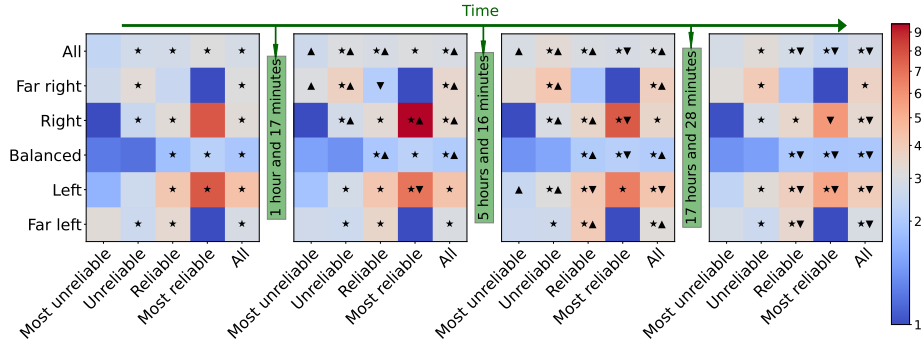 Time
All
Far right
Right
Balanced
Left
Far left
1 hour and 17 minutes
5 hours and 16 minutes
17 hours and 28 minutes
Most unreliable
Unreliable
Reliable
Most reliable
All
Most unreliable
Unreliable
Reliable
Most reliable
All
Most unreliable
Unreliable
Reliable
Most reliable
All
Most unreliable
Unreliable
Reliable
Most reliable
All
9
8
7
6
5
4
3
2
1